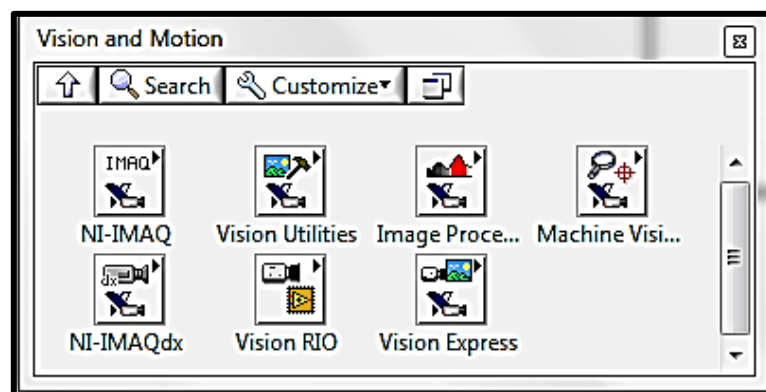 Vision and Motion
Search Customize
IMAQ
NI-IMAQ Vision Utilities Image Proce... Machine Visi...
dx
NI-IMAQdx Vision RIO Vision Express